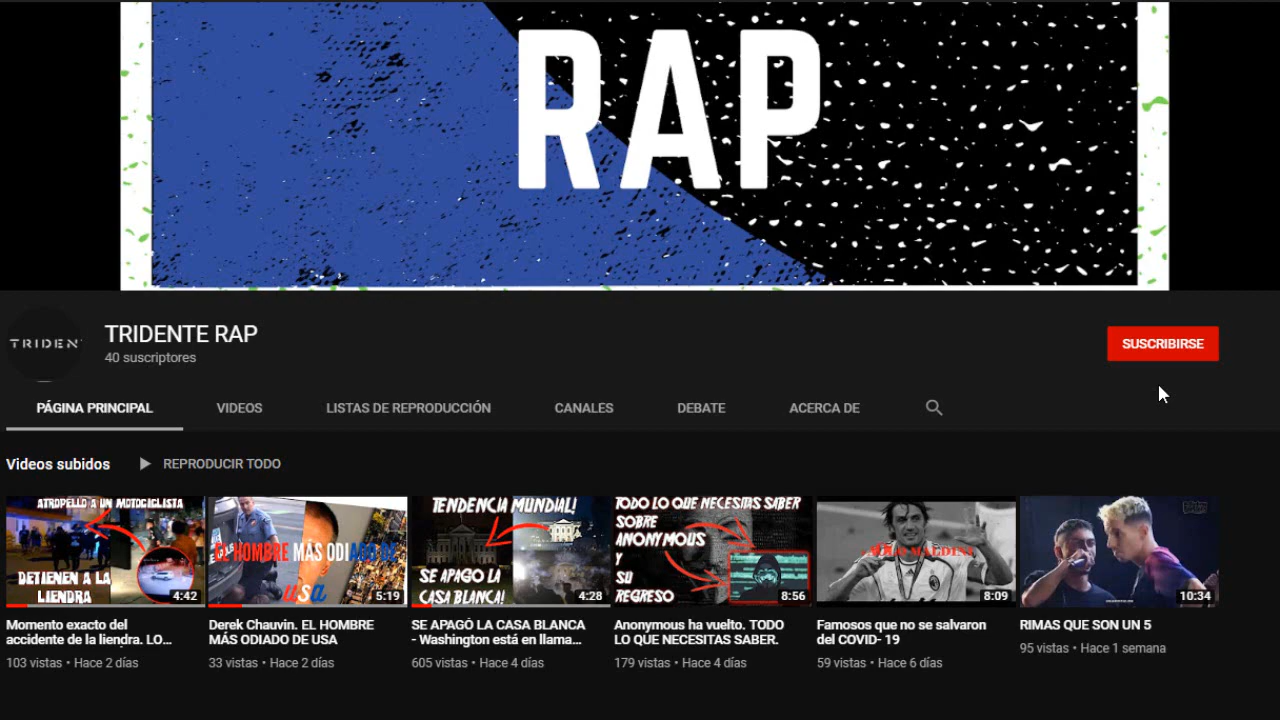 RAP
TRIDEN
TRIDENTE RAP
40 suscriptores
SUSCRIBIRSE
PÁGINA PRINCIPAL
VIDEOS
LISTAS DE REPRODUCCIÓN
CANALES
DEBATE
ACERCA DE
Videos subidos
REPRODUCIR TODO
ATROPELLO A UN MOTOCICLISTA
DETIENEN A LA
LIENDRA
4:42
EL HOMBRE MÁS ODIADO DE
USA
5:19
TENDENCIA MUNDIAL!
SE APAGO LA
CASA BLANCA!
4:28
TODO LO QUE NECESITAS SABER
SOBRE
ANONYMOUS
Y
SU
REGRESO
8:56
MALDINI
8:09
10:34
Momento exacto del
accidente de la liendra. LO...
103 vistas • Hace 2 días
Derek Chauvin. EL HOMBRE
MÁS ODIADO DE USA
33 vistas • Hace 2 días
SE APAGÓ LA CASA BLANCA
- Washington está en llama...
605 vistas • Hace 4 días
Anonymous ha vuelto. TODO
LO QUE NECESITAS SABER.
179 vistas • Hace 4 días
Famosos que no se salvaron
del COVID- 19
59 vistas • Hace 6 días
RIMAS QUE SON UN 5
95 vistas • Hace 1 semana